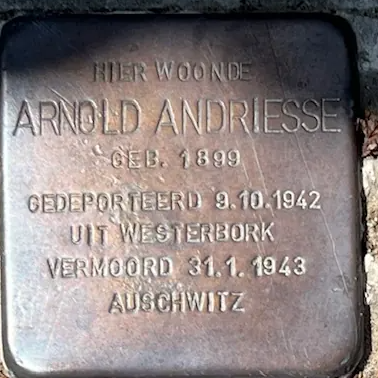 HIER WOONDE
ARNOLD ANDRIESSE
GEB. 1899
GEDEPORTEERD 9.10.1942
UIT WESTERBORK
VERMOORD 31.1.1943
AUSCHWITZ